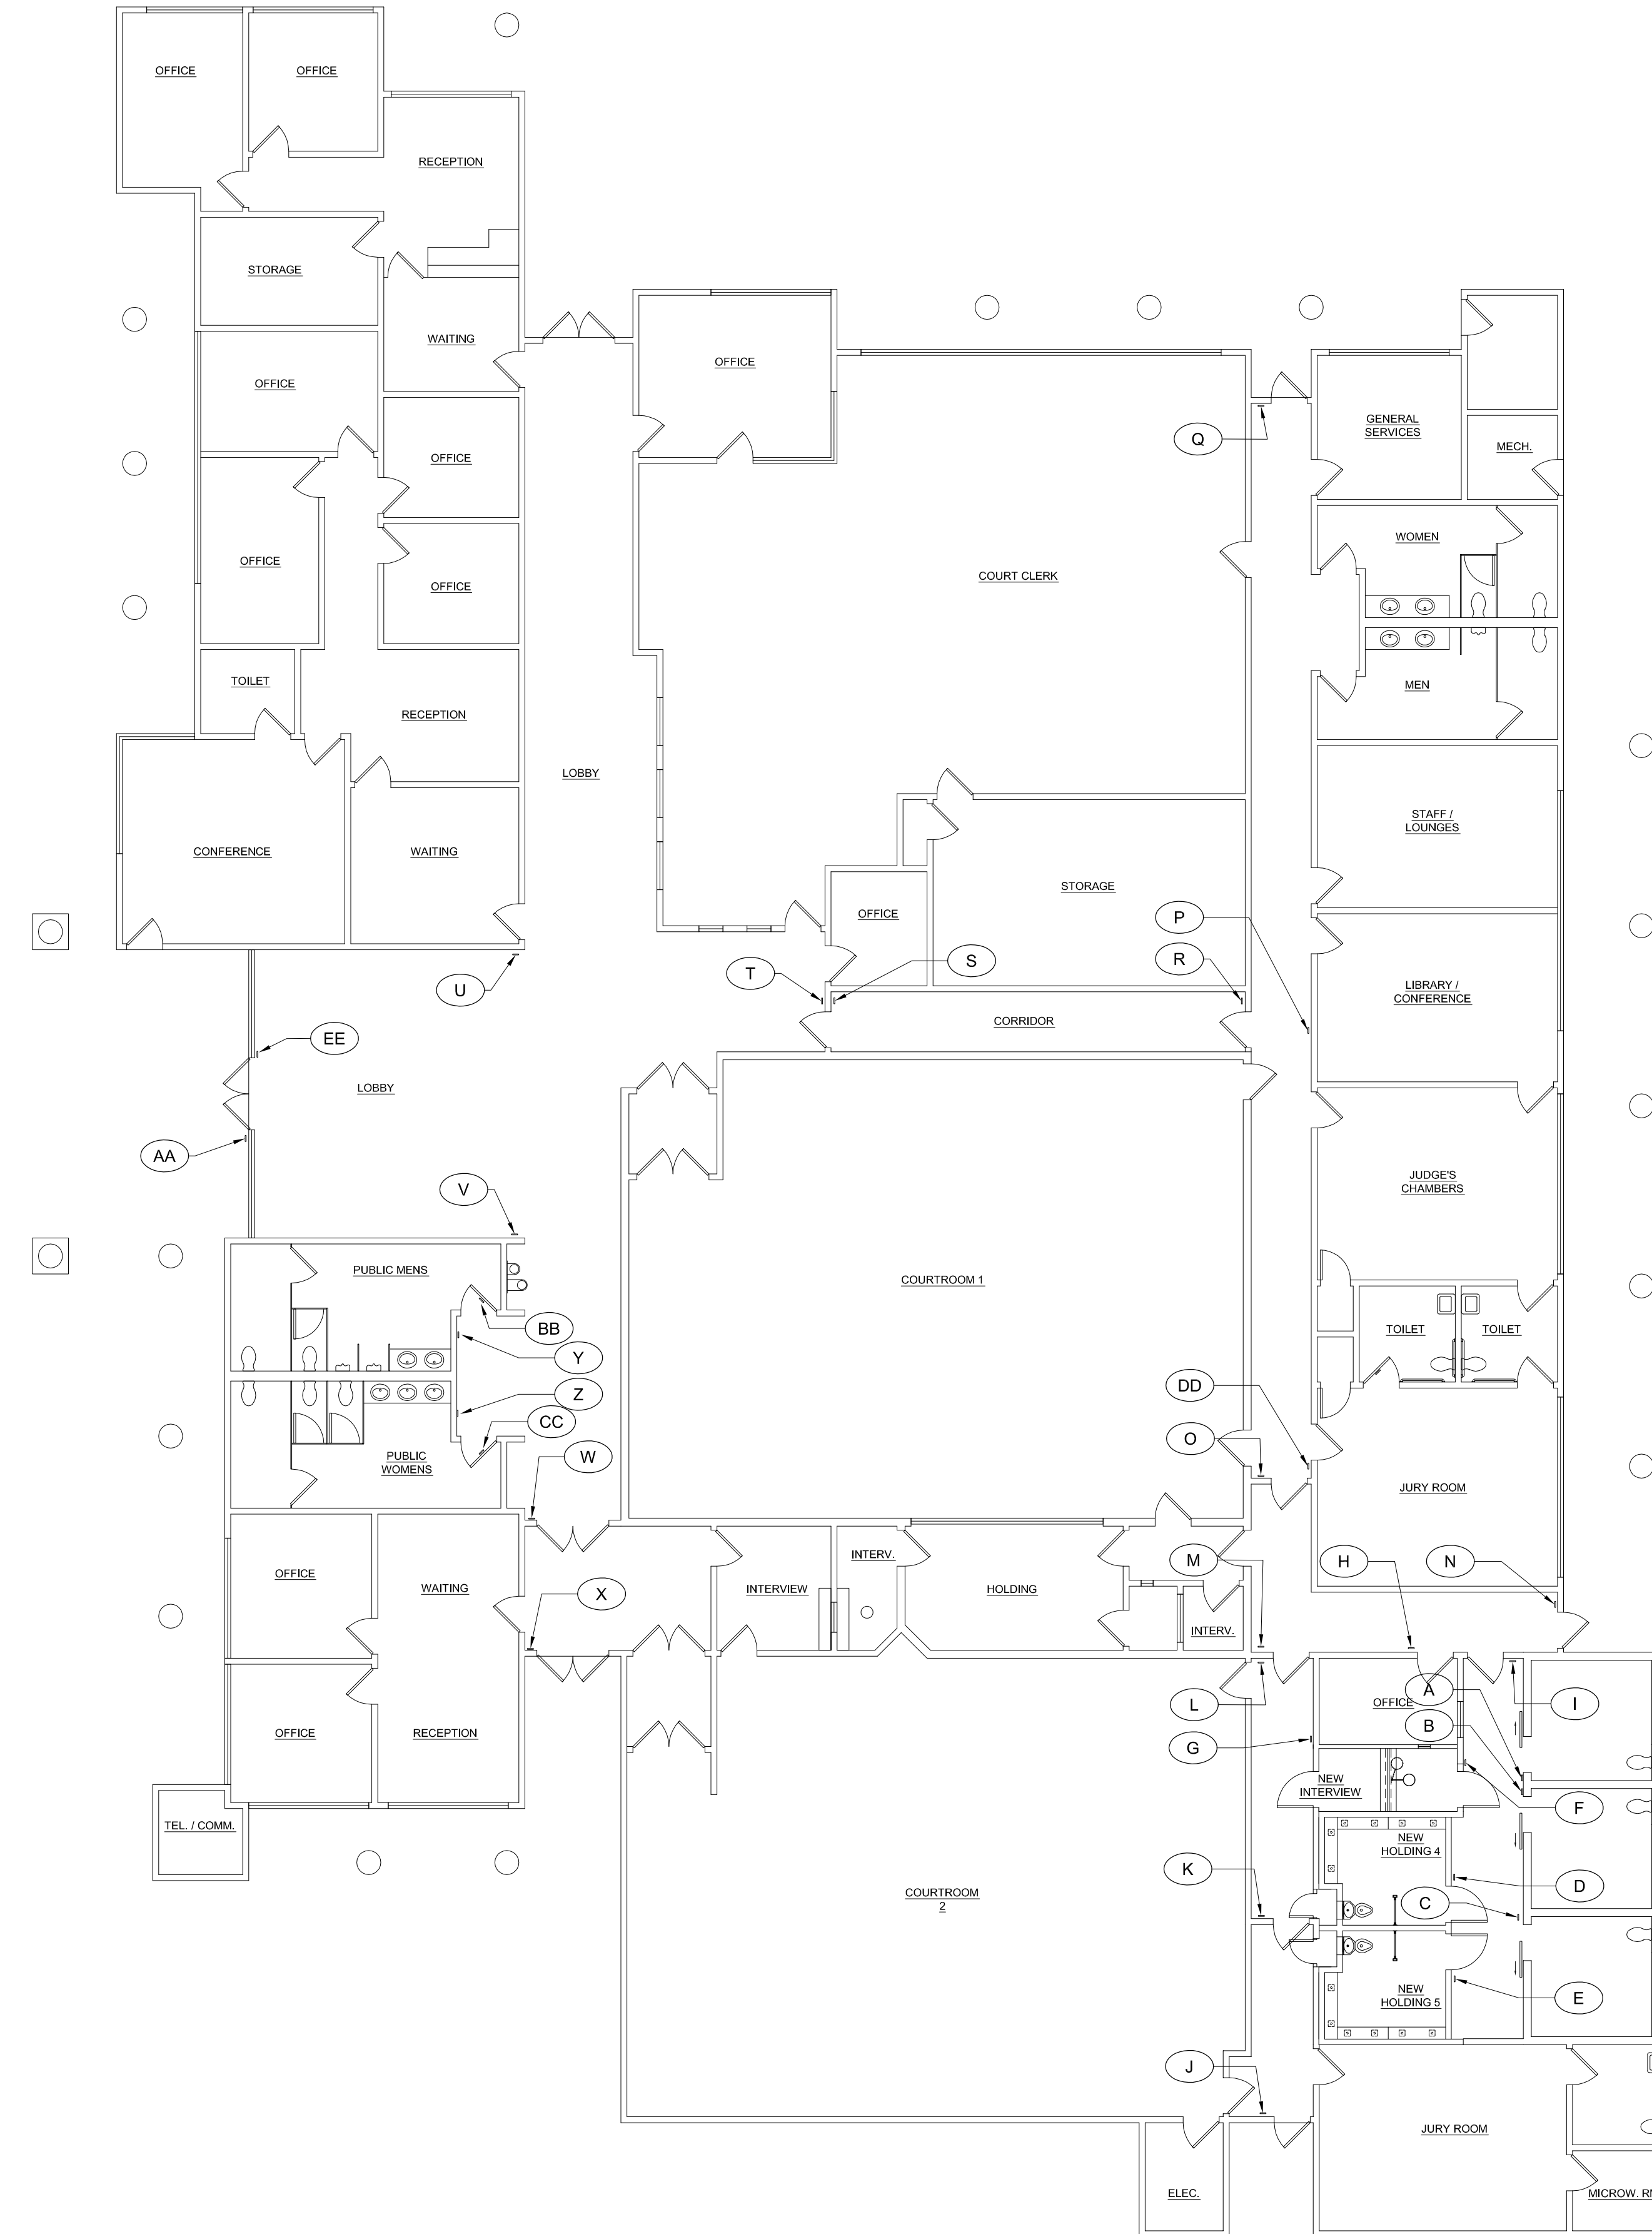 OFFICE
OFFICE
RECEPTION
STORAGE
WAITING
OFFICE
OFFICE
GENERAL
SERVICES
Q
OFFICE
MECH.
WOMEN
OFFICE
COURT CLERK
OFFICE
TOILET
MEN
RECEPTION
LOBBY
STAFF /
LOUNGES
CONFERENCE
WAITING
STORAGE
OFFICE
P
S
R
T
U
LIBRARY /
CONFERENCE
CORRIDOR
EE
LOBBY
AA
V
JUDGE'S
CHAMBERS
PUBLIC MENS
COURTROOM 1
BB
TOILET
TOILET
Y
DD
Z
CC
O
W
PUBLIC
WOMENS
JURY ROOM
INTERV.
M
H
N
OFFICE
WAITING
INTERVIEW
HOLDING
X
INTERV.
A
OFFICE
L
I
B
OFFICE
RECEPTION
G
NEW
INTERVIEW
F
TEL. / COMM.
NEW
HOLDING 4
K
D
COURTROOM
2
C
NEW
HOLDING 5
E
J
JURY ROOM
ELEC.
MICROW. R